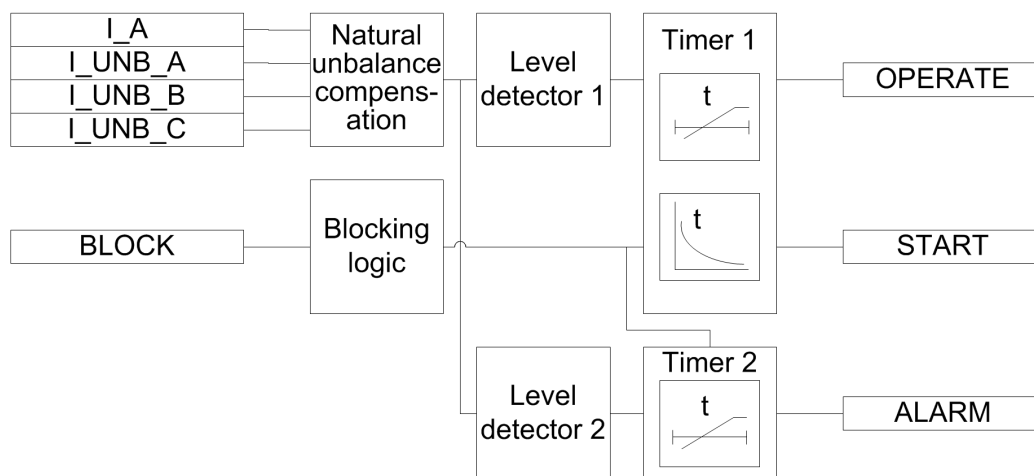 I_A
I_UNB_A
I_UNB_B
I_UNB_C
Natural
unbalance
compens-
ation
Level
detector 1
Timer 1
t
t
OPERATE
BLOCK
Blocking
logic
START
Level
detector 2
Timer 2
t
ALARM